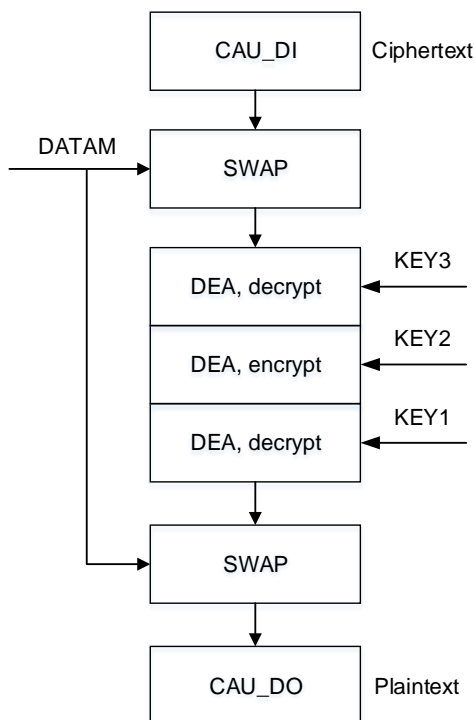 CAU_DI Ciphertext
DATAM
SWAP
KEY3
DEA, decrypt
KEY2
DEA, encrypt
KEY1
DEA, decrypt
SWAP
CAU_DO Plaintext